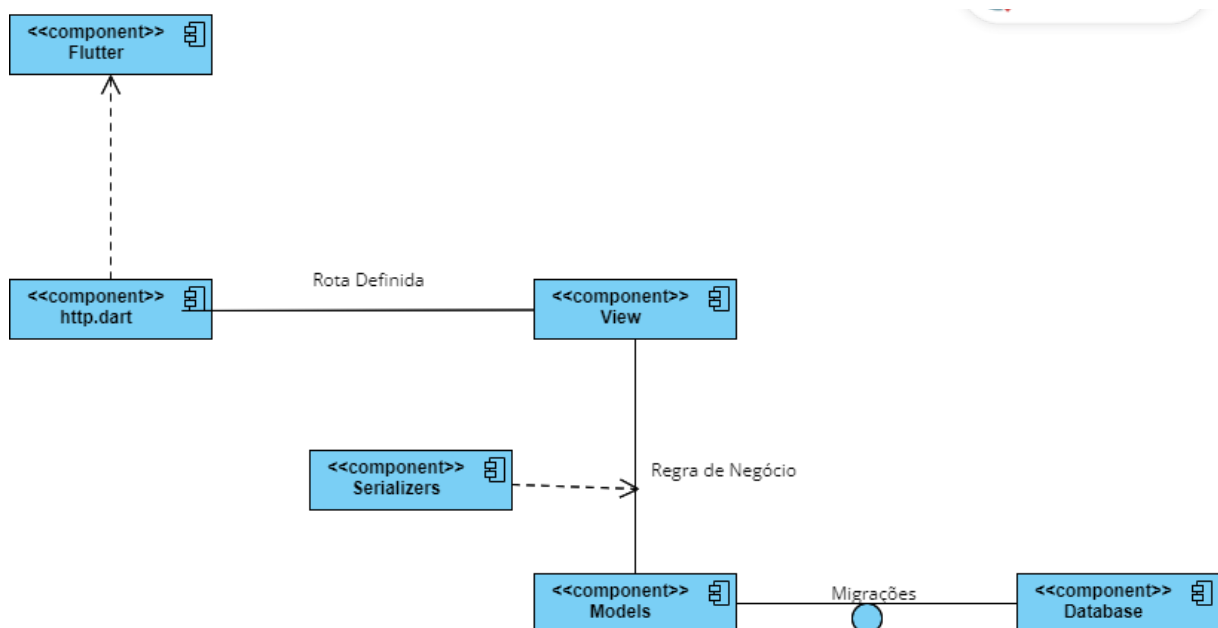 <<component>>
Flutter
<<component>>
http.dart
Rota Definida
<<component>>
View
<<component>>
Serializers
Regra de Negócio
<<component>>
Models
Migrações
<<component>>
Database